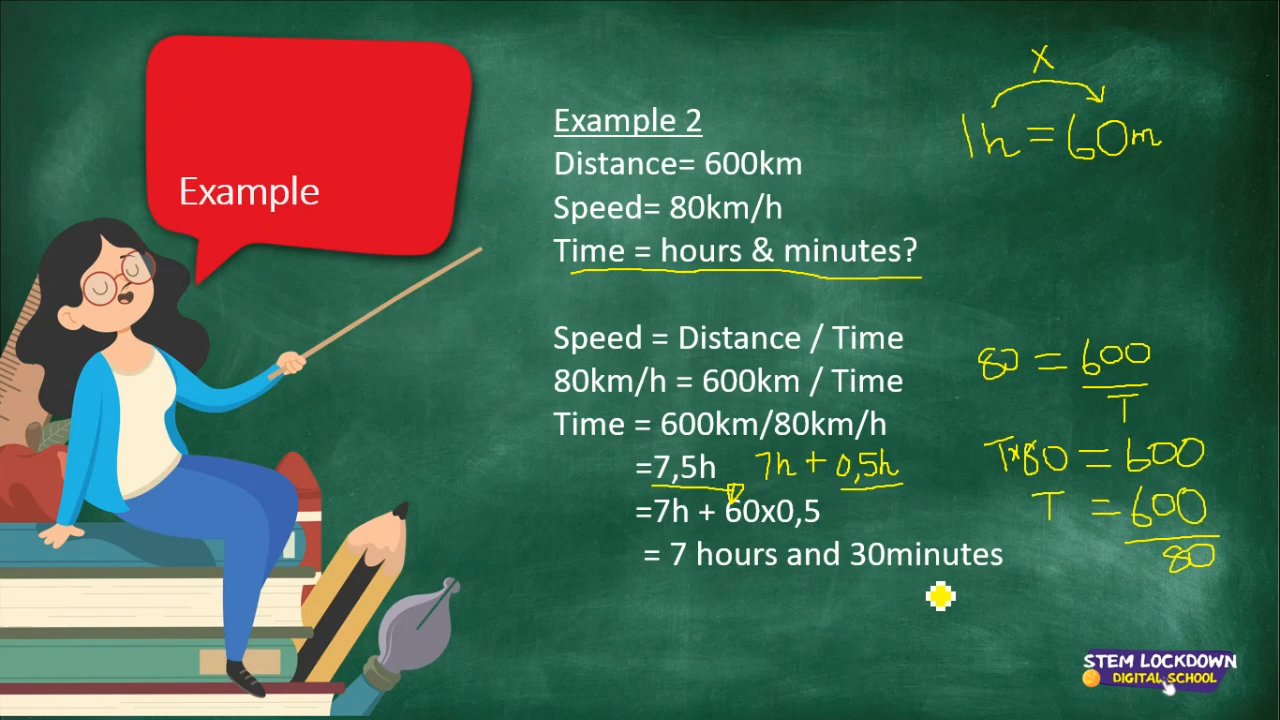 Example
Example 2
Distance= 600km
Speed= 80km/h
Time = hours & minutes?
Speed = Distance / Time
80km/h = 600km / Time
Time = 600km/80km/h
=7,5h 7h + 0,5h
=7h + 60x0,5
= 7 hours and 30minutes
x
1h = 60m
80 = 600
T
Tx80 = 600
T = 600
80
STEM LOCKDOWN
DIGITAL SCHOOL